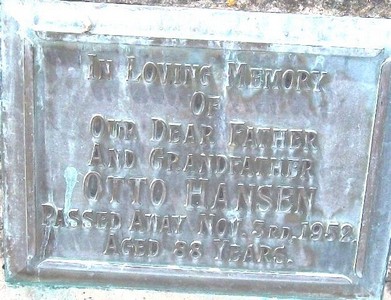 In Loving Memory
Of
Our Dear Father
And Grandfather
Otto Hansen
Passed Away Nov. 3rd. 1952.
Aged 88 Years.